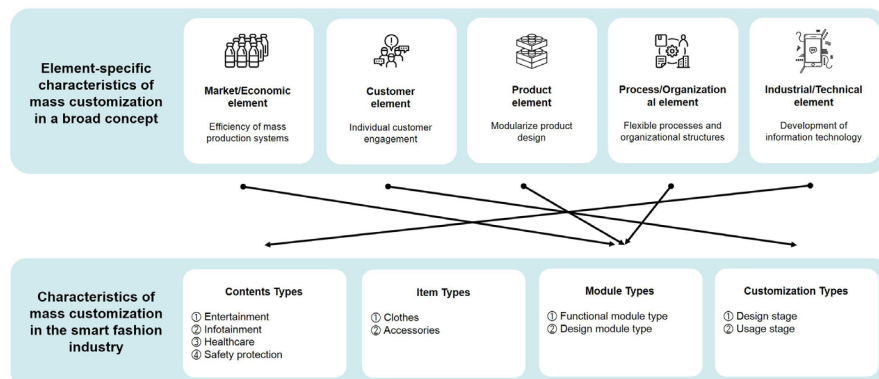 Element-specific
characteristics of
mass customization
in a broad concept
Market/Economic
element
Efficiency of mass
production systems
Customer
element
Individual customer
engagement
Product
element
Modularize product
design
Process/Organization
al element
Flexible processes and
organizational structures
Industrial/Technical
element
Development of
information technology
Characteristics of
mass customization
in the smart fashion
industry
Contents Types
① Entertainment
② Infotainment
③ Healthcare
④ Safety protection
Item Types
① Clothes
② Accessories
Module Types
① Functional module type
② Design module type
Customization Types
① Design stage
② Usage stage